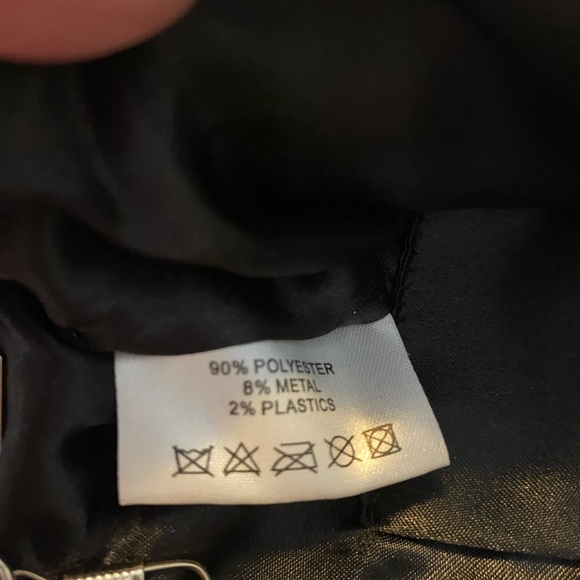 90% POLYESTER
8% METAL
2% PLASTICS